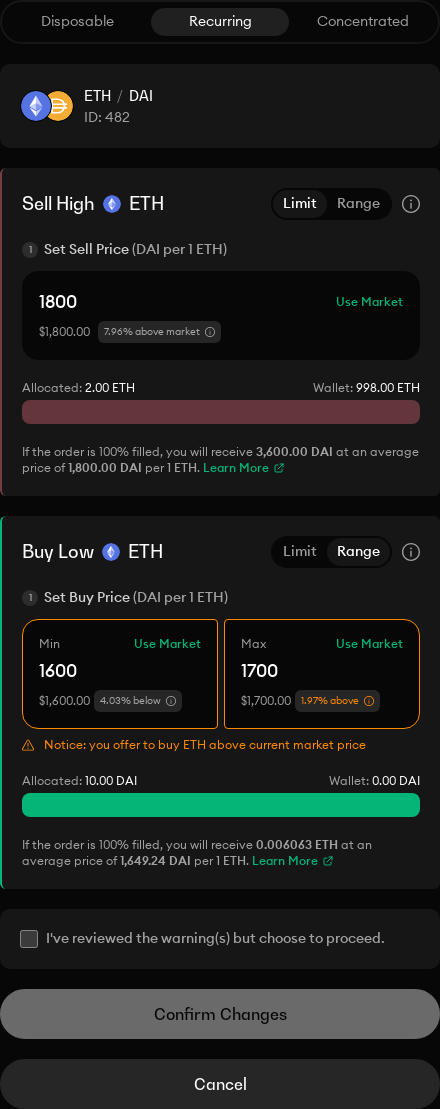 Disposable Recurring Concentrated
ETH / DAI
ID: 482
Sell High ETH Limit Range
1 Set Sell Price (DAI per 1 ETH)
1800 Use Market
$1,800.00 7.96% above market
Allocated: 2.00 ETH Wallet: 998.00 ETH
If the order is 100% filled, you will receive 3,600.00 DAI at an average
price of 1,800.00 DAI per 1 ETH. Learn More
Buy Low ETH Limit Range
1 Set Buy Price (DAI per 1 ETH)
Min Use Market Max Use Market
1600 1700
$1,600.00 4.03% below $1,700.00 1.97% above
Notice: you offer to buy ETH above current market price
Allocated: 10.00 DAI Wallet: 0.00 DAI
If the order is 100% filled, you will receive 0.006063 ETH at an
average price of 1,649.24 DAI per 1 ETH. Learn More
I've reviewed the warning(s) but choose to proceed.
Confirm Changes
Cancel